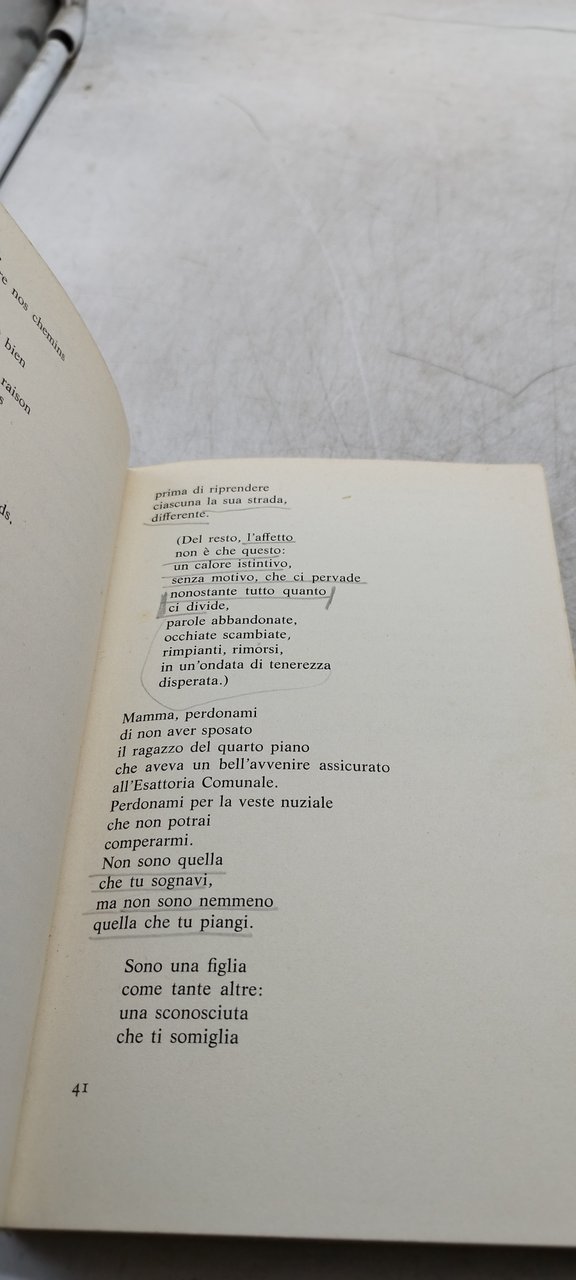 re nos chemins
bien
raison
s
ds,
prima di riprendere
ciascuna la sua strada,
differente.
(Del resto, l'affetto
non è che questo:
un calore istintivo,
senza motivo, che ci pervade
nonostante tutto quanto
ci divide,
parole abbandonate,
occhiate scambiate,
rimpianti, rimorsi,
in un'ondata di tenerezza
disperata.)
Mamma, perdonami
di non aver sposato
il ragazzo del quarto piano
che aveva un bell'avvenire assicurato
all'Esattoria Comunale.
Perdonami per la veste nuziale
che non potrai
comperarmi.
Non sono quella
che tu sognavi,
ma non sono nemmeno
quella che tu piangi.
Sono una figlia
come tante altre:
una sconosciuta
che ti somiglia
41